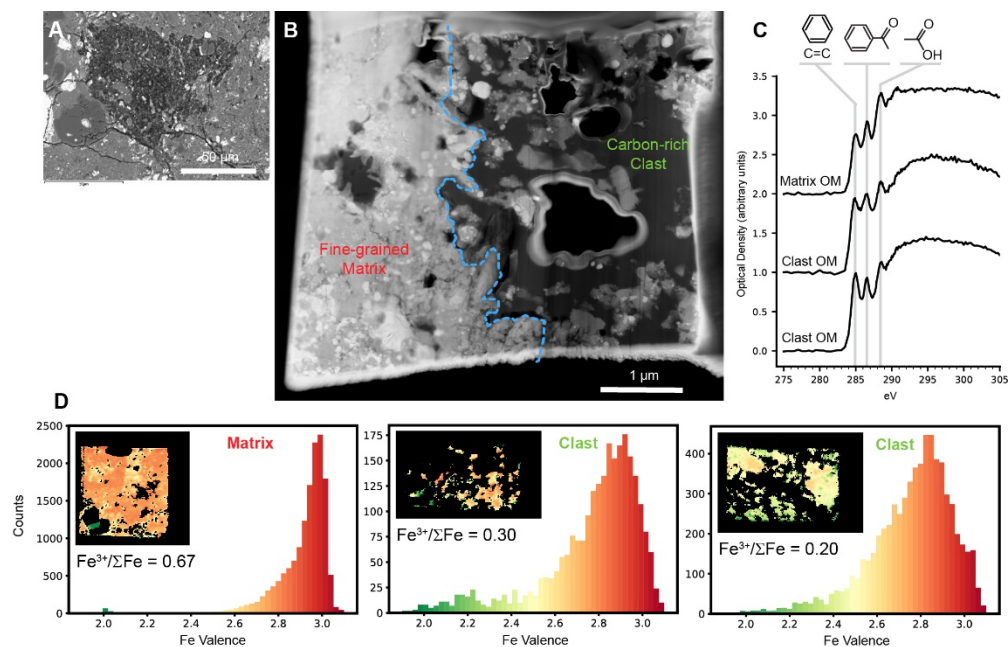 A
50 µm
B
Carbon-rich
Clast
Fine-grained
Matrix
1 µm
C
C=C
O
OH
3.5
3.0
2.5
2.0
1.5
1.0
0.5
0.0
Optical Density (arbitrary units)
Matrix OM
Clast OM
Clast OM
275 280 285 290 295 300 305
eV
D
2500
2000
1500
1000
500
0
Counts
Matrix
Fe³⁺/ΣFe = 0.67
2.0 2.2 2.4 2.6 2.8 3.0
Fe Valence
175
150
125
100
75
50
25
0
Clast
Fe³⁺/ΣFe = 0.30
2.0 2.2 2.4 2.6 2.8 3.0
Fe Valence
400
300
200
100
0
Clast
Fe³⁺/ΣFe = 0.20
2.0 2.2 2.4 2.6 2.8 3.0
Fe Valence